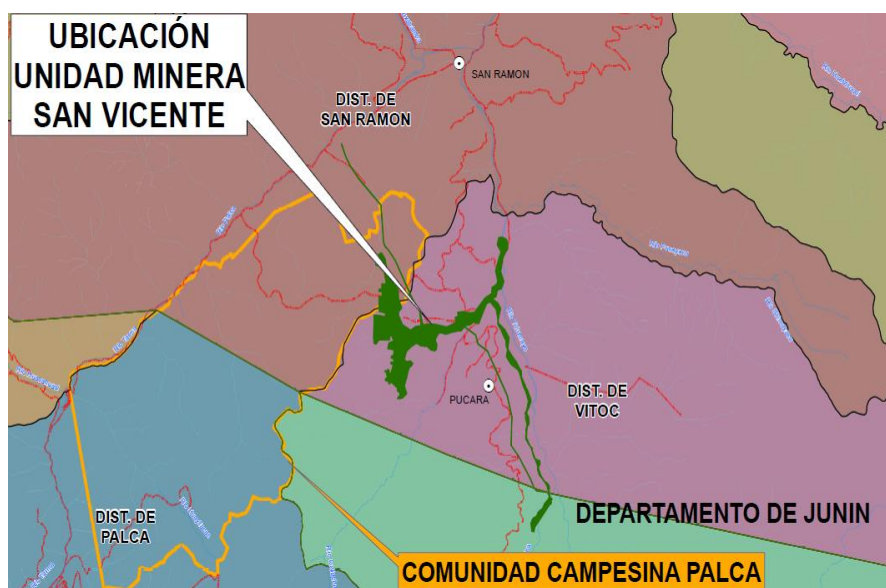 UBICACIÓN
UNIDAD MINERA
SAN VICENTE
SAN RAMON
DIST. DE
SAN RAMON
PUCARA
DIST. DE
VITOC
DIST. DE
PALCA
DEPARTAMENTO DE JUNIN
COMUNIDAD CAMPESINA PALCA